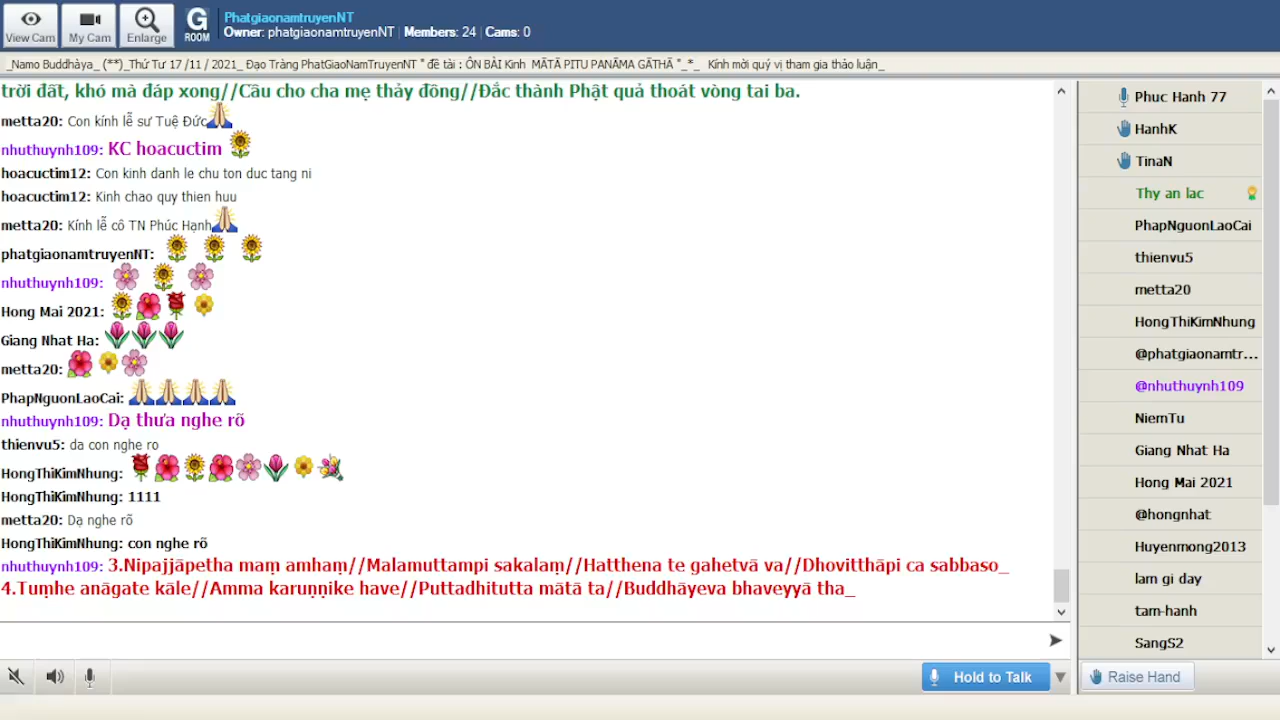 View Cam
My Cam
Enlarge
G
ROOM
PhatgiaonamtruyenNT
Owner: phatgiaonamtruyenNT | Members: 24 | Cams: 0
_Namo Buddhàya_ (**)_Thứ Tư 17 /11 / 2021_ Đạo Tràng PhatGiaoNamTruyenNT " đề tài : ÔN BÀI Kinh MĀTĀ PITU PANĀMA GĀTHĀ "_*_ Kính mời quý vị tham gia thảo luận_
trời đất, khó mà đáp xong//Cầu cho cha mẹ thảy đồng//Đắc thành Phật quả thoát vòng tai ba.
metta20: Con kính lễ sư Tuệ Đức
nhuthuynh109: KC hoacuctim
hoacuctim12: Con kinh danh le chu ton duc tang ni
hoacuctim12: Kinh chao quy thien huu
metta20: Kính lễ cô TN Phúc Hạnh
phatgiaonamtruyenNT:
nhuthuynh109:
Hong Mai 2021:
Giang Nhat Ha:
metta20:
PhapNguonLaoCai:
nhuthuynh109: Dạ thưa nghe rõ
thienvu5: da con nghe ro
HongThiKimNhung:
HongThiKimNhung: 1111
metta20: Dạ nghe rõ
HongThiKimNhung: con nghe rõ
nhuthuynh109: 3.Nipajjāpetha maṃ amhaṃ//Malamuttampi sakalaṃ//Hatthena te gahetvā va//Dhovitthāpi ca sabbaso_
4.Tuṃhe anāgate kāle//Amma karuṇṇike have//Puttadhitutta mātā ta//Buddhāyeva bhaveyyā tha_
Phuc Hanh 77
HanhK
TinaN
Thy an lac
PhapNguonLaoCai
thienvu5
metta20
HongThiKimNhung
@phatgiaonamtr...
@nhuthuynh109
NiemTu
Giang Nhat Ha
Hong Mai 2021
@hongnhat
Huyenmong2013
lam gi day
tam-hanh
SangS2
Hold to Talk
Raise Hand